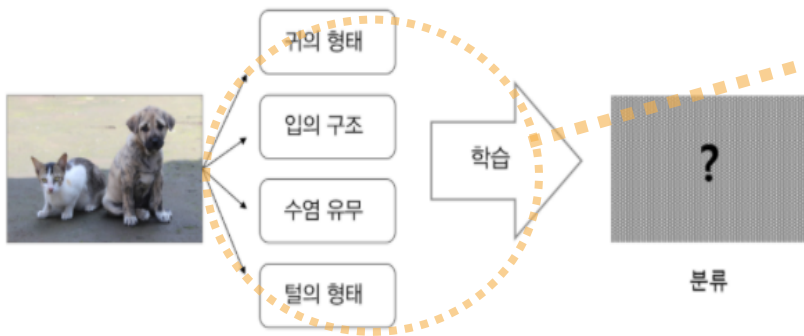 귀의 형태
입의 구조
수염 유무
털의 형태
학습
?
분류